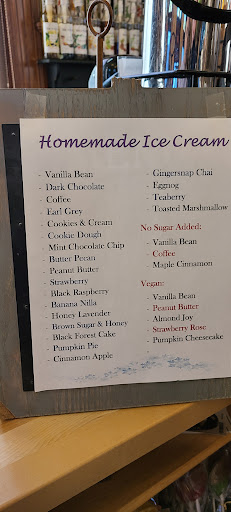 Homemade Ice Cream
- Vanilla Bean
- Dark Chocolate
- Coffee
- Earl Grey
- Cookies & Cream
- Cookie Dough
- Mint Chocolate Chip
- Butter Pecan
- Peanut Butter
- Strawberry
- Black Raspberry
- Banana Nilla
- Honey Lavender
- Brown Sugar & Honey
- Black Forest Cake
- Pumpkin Pie
- Cinnamon Apple
- Gingersnap Chai
- Eggnog
- Teaberry
- Toasted Marshmallow
No Sugar Added:
- Vanilla Bean
- Coffee
- Maple Cinnamon
Vegan:
- Vanilla Bean
- Peanut Butter
- Almond Joy
- Strawberry Rose
- Pumpkin Cheesecake